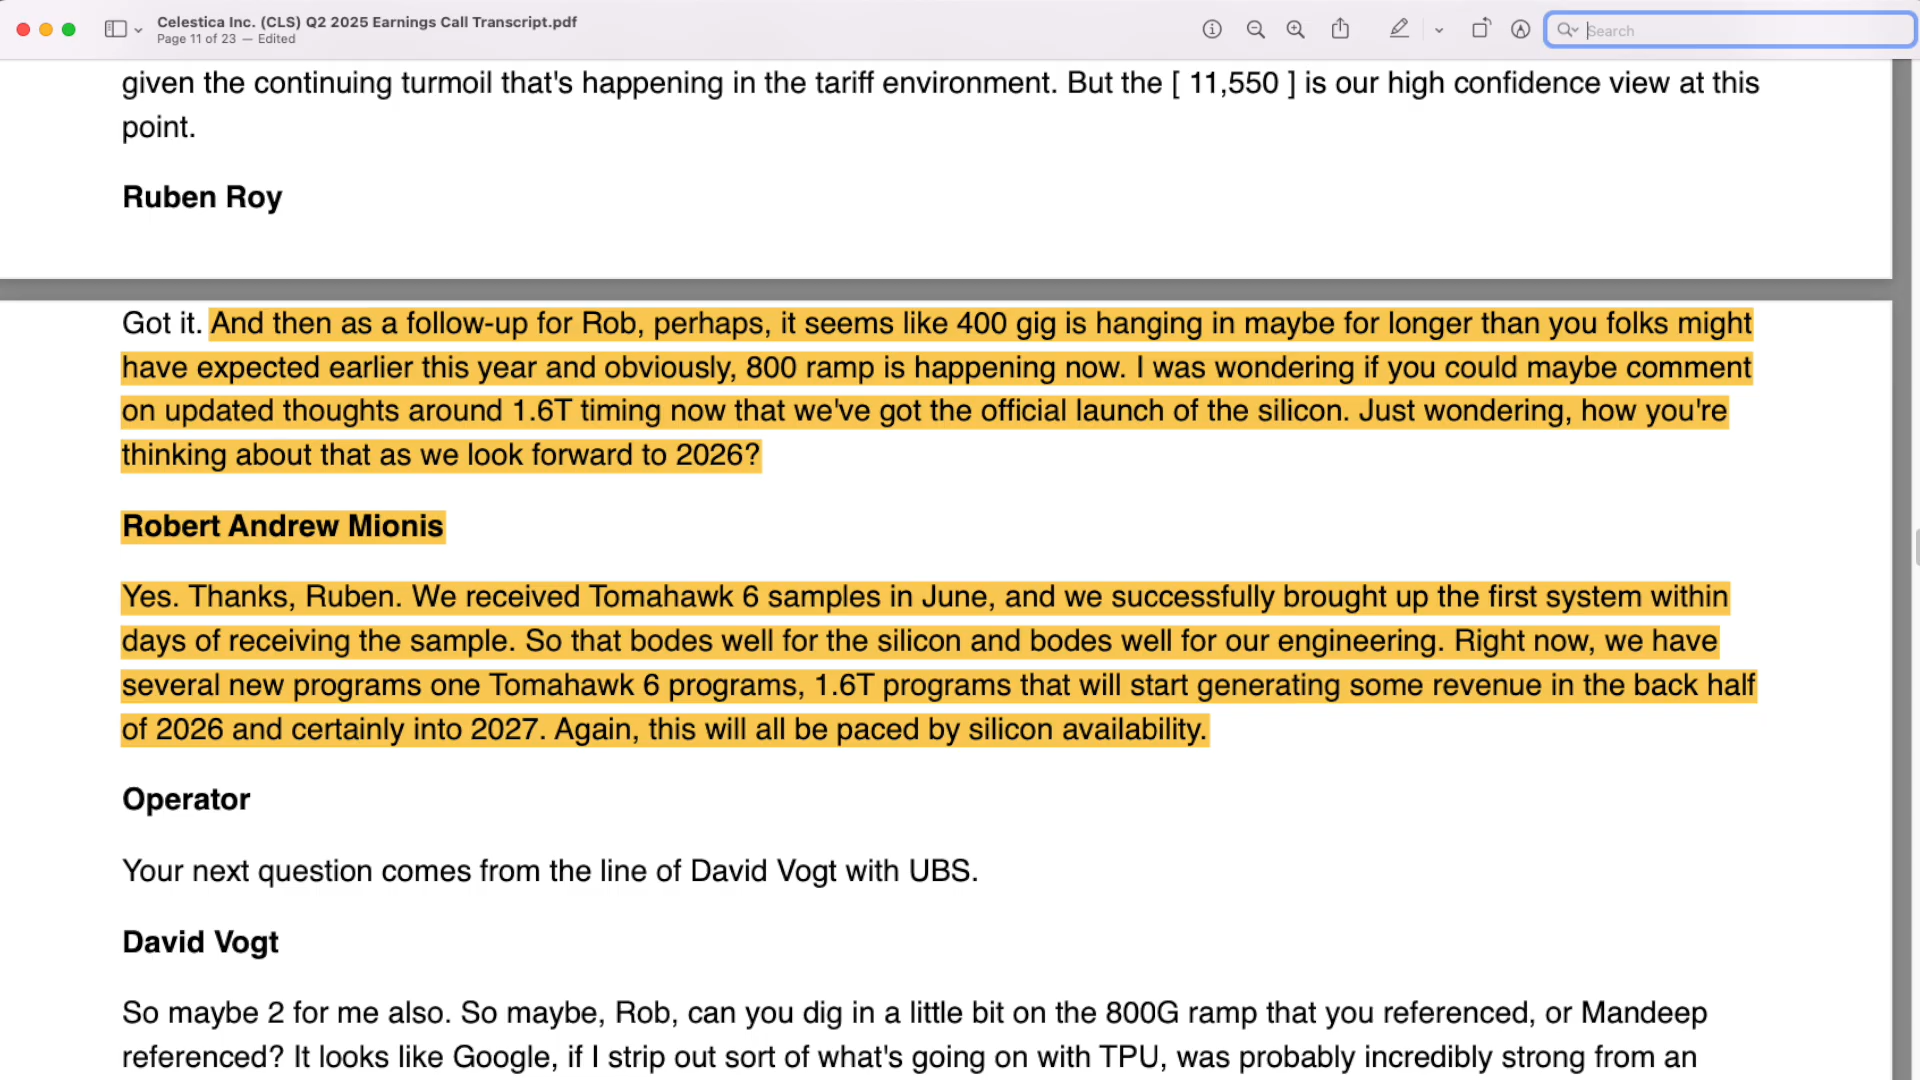 Celestica Inc. (CLS) Q2 2025 Earnings Call Transcript.pdf
Page 11 of 23 — Edited
Search
given the continuing turmoil that's happening in the tariff environment. But the [ 11,550 ] is our high confidence view at this
point.
Ruben Roy
Got it. And then as a follow-up for Rob, perhaps, it seems like 400 gig is hanging in maybe for longer than you folks might
have expected earlier this year and obviously, 800 ramp is happening now. I was wondering if you could maybe comment
on updated thoughts around 1.6T timing now that we've got the official launch of the silicon. Just wondering, how you're
thinking about that as we look forward to 2026?
Robert Andrew Mionis
Yes. Thanks, Ruben. We received Tomahawk 6 samples in June, and we successfully brought up the first system within
days of receiving the sample. So that bodes well for the silicon and bodes well for our engineering. Right now, we have
several new programs one Tomahawk 6 programs, 1.6T programs that will start generating some revenue in the back half
of 2026 and certainly into 2027. Again, this will all be paced by silicon availability.
Operator
Your next question comes from the line of David Vogt with UBS.
David Vogt
So maybe 2 for me also. So maybe, Rob, can you dig in a little bit on the 800G ramp that you referenced, or Mandeep
referenced? It looks like Google, if I strip out sort of what's going on with TPU, was probably incredibly strong from an